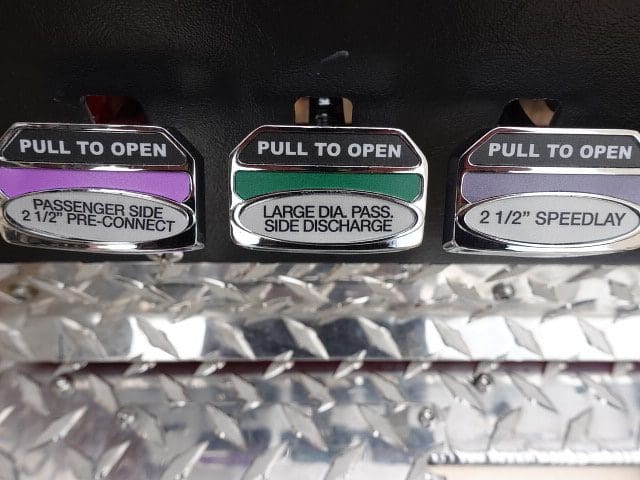 PULL TO OPEN
PASSENGER SIDE
2 1/2" PRE-CONNECT
PULL TO OPEN
LARGE DIA. PASS.
SIDE DISCHARGE
PULL TO OPEN
2 1/2" SPEEDLAY